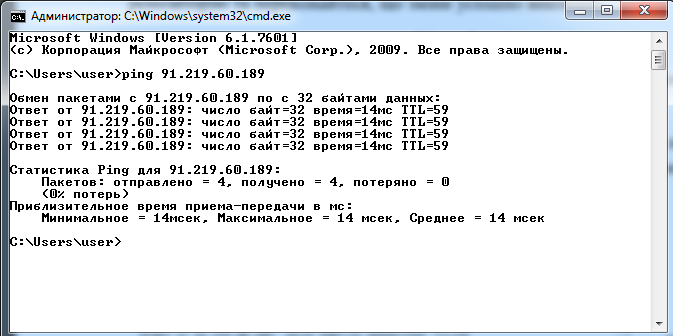 Администратор: C:\Windows\system32\cmd.exe
Microsoft Windows [Version 6.1.7601]
(c) Корпорация Майкрософт (Microsoft Corp.), 2009. Все права защищены.
C:\Users\user>ping 91.219.60.189
Обмен пакетами с 91.219.60.189 по с 32 байтами данных:
Ответ от 91.219.60.189: число байт=32 время=14мс TTL=59
Ответ от 91.219.60.189: число байт=32 время=14мс TTL=59
Ответ от 91.219.60.189: число байт=32 время=14мс TTL=59
Ответ от 91.219.60.189: число байт=32 время=14мс TTL=59
Статистика Ping для 91.219.60.189:
Пакетов: отправлено = 4, получено = 4, потеряно = 0
(0% потерь)
Приблизительное время приема-передачи в мс:
Минимальное = 14мсек, Максимальное = 14 мсек, Среднее = 14 мсек
C:\Users\user>